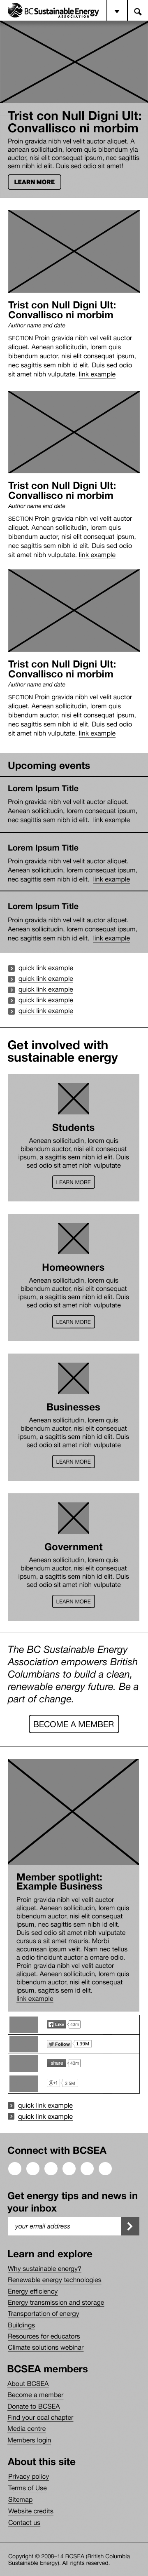 BC Sustainable Energy
ASSOCIATION
Trist con Null Digni Ult:
Convallisco ni morbim
Proin gravida nibh vel velit auctor aliquet. A
aenean sollicitudin, lorem quis bibendum yla
auctor, nisi elit consequat ipsum, nec sagittis
sem nibh id elit. Duis sed odio sit amet!
LEARN MORE
Trist con Null Digni Ult:
Convallisco ni morbim
Author name and date
SECTION Proin gravida nibh vel velit auctor
aliquet. Aenean sollicitudin, lorem quis
bibendum auctor, nisi elit consequat ipsum,
nec sagittis sem nibh id elit. Duis sed odio
sit amet nibh vulputate. link example
Trist con Null Digni Ult:
Convallisco ni morbim
Author name and date
SECTION Proin gravida nibh vel velit auctor
aliquet. Aenean sollicitudin, lorem quis
bibendum auctor, nisi elit consequat ipsum,
nec sagittis sem nibh id elit. Duis sed odio
sit amet nibh vulputate. link example
Trist con Null Digni Ult:
Convallisco ni morbim
Author name and date
SECTION Proin gravida nibh vel velit auctor
aliquet. Aenean sollicitudin, lorem quis
bibendum auctor, nisi elit consequat ipsum,
nec sagittis sem nibh id elit. Duis sed odio
sit amet nibh vulputate. link example
Upcoming events
Lorem Ipsum Title
Proin gravida nibh vel velit auctor aliquet.
Aenean sollicitudin, lorem consequat ipsum,
nec sagittis sem nibh id elit. link example
Lorem Ipsum Title
Proin gravida nibh vel velit auctor aliquet.
Aenean sollicitudin, lorem consequat ipsum,
nec sagittis sem nibh id elit. link example
Lorem Ipsum Title
Proin gravida nibh vel velit auctor aliquet.
Aenean sollicitudin, lorem consequat ipsum,
nec sagittis sem nibh id elit. link example
quick link example
quick link example
quick link example
quick link example
quick link example
Get involved with
sustainable energy
Students
Aenean sollicitudin, lorem quis
bibendum auctor, nisi elit consequat
ipsum, a sagittis sem nibh id elit. Duis
sed odio sit amet nibh vulputate
LEARN MORE
Homeowners
Aenean sollicitudin, lorem quis
bibendum auctor, nisi elit consequat
ipsum, a sagittis sem nibh id elit. Duis
sed odio sit amet nibh vulputate
LEARN MORE
Businesses
Aenean sollicitudin, lorem quis
bibendum auctor, nisi elit consequat
ipsum, a sagittis sem nibh id elit. Duis
sed odio sit amet nibh vulputate
LEARN MORE
Government
Aenean sollicitudin, lorem quis
bibendum auctor, nisi elit consequat
ipsum, a sagittis sem nibh id elit. Duis
sed odio sit amet nibh vulputate
LEARN MORE
The BC Sustainable Energy
Association empowers British
Columbians to build a clean,
renewable energy future. Be a
part of change.
BECOME A MEMBER
Member spotlight:
Example Business
Proin gravida nibh vel velit auctor
aliquet. Aenean sollicitudin, lorem
quis bibendum auctor, nisi elit consequat
ipsum, nec sagittis sem nibh id elit.
Duis sed odio sit amet nibh vulputate
cursus a sit amet mauris. Morbi
accumsan ipsum velit. Nam nec tellus
a odio tincidunt auctor a ornare odio.
Proin gravida nibh vel velit auctor
aliquet. Aenean sollicitudin, lorem quis
bibendum auctor, nisi elit consequat
ipsum, sagittis sem id elit.
link example
Like 43m
Follow 1.39M
share 43m
+1
quick link example
quick link example
Connect with BCSEA
Get energy tips and news in
your inbox
your email address
Learn and explore
Why sustainable energy?
Renewable energy technologies
Energy efficiency
Energy transmission and storage
Transportation of energy
Buildings
Resources for educators
Climate solutions webinar
BCSEA members
About BCSEA
Become a member
Donate to BCSEA
Find your ocal chapter
Media centre
Members login
About this site
Privacy policy
Terms of Use
Sitemap
Website credits
Contact us
Copyright © 2008–14 BCSEA (British Columbia
Sustainable Energy). All rights reserved.